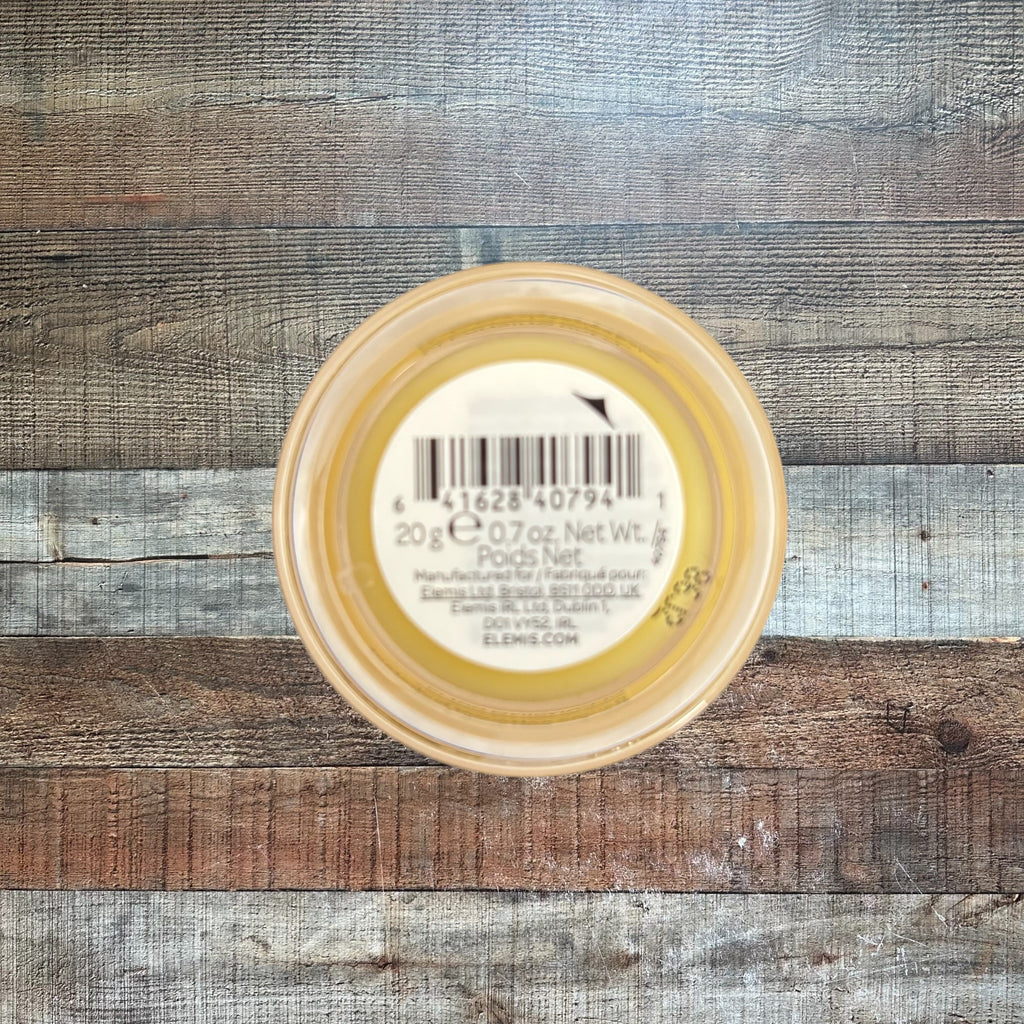 6 41628 40794 1
20 g e 0.7 oz. Net Wt.
Poids Net
Manufactured for / Fabriqué pour:
Elemis Ltd, Bristol, BS11 0DD, UK
Elemis IRL Ltd, Dublin 1,
D01 VY52, IRL
ELEMIS.COM